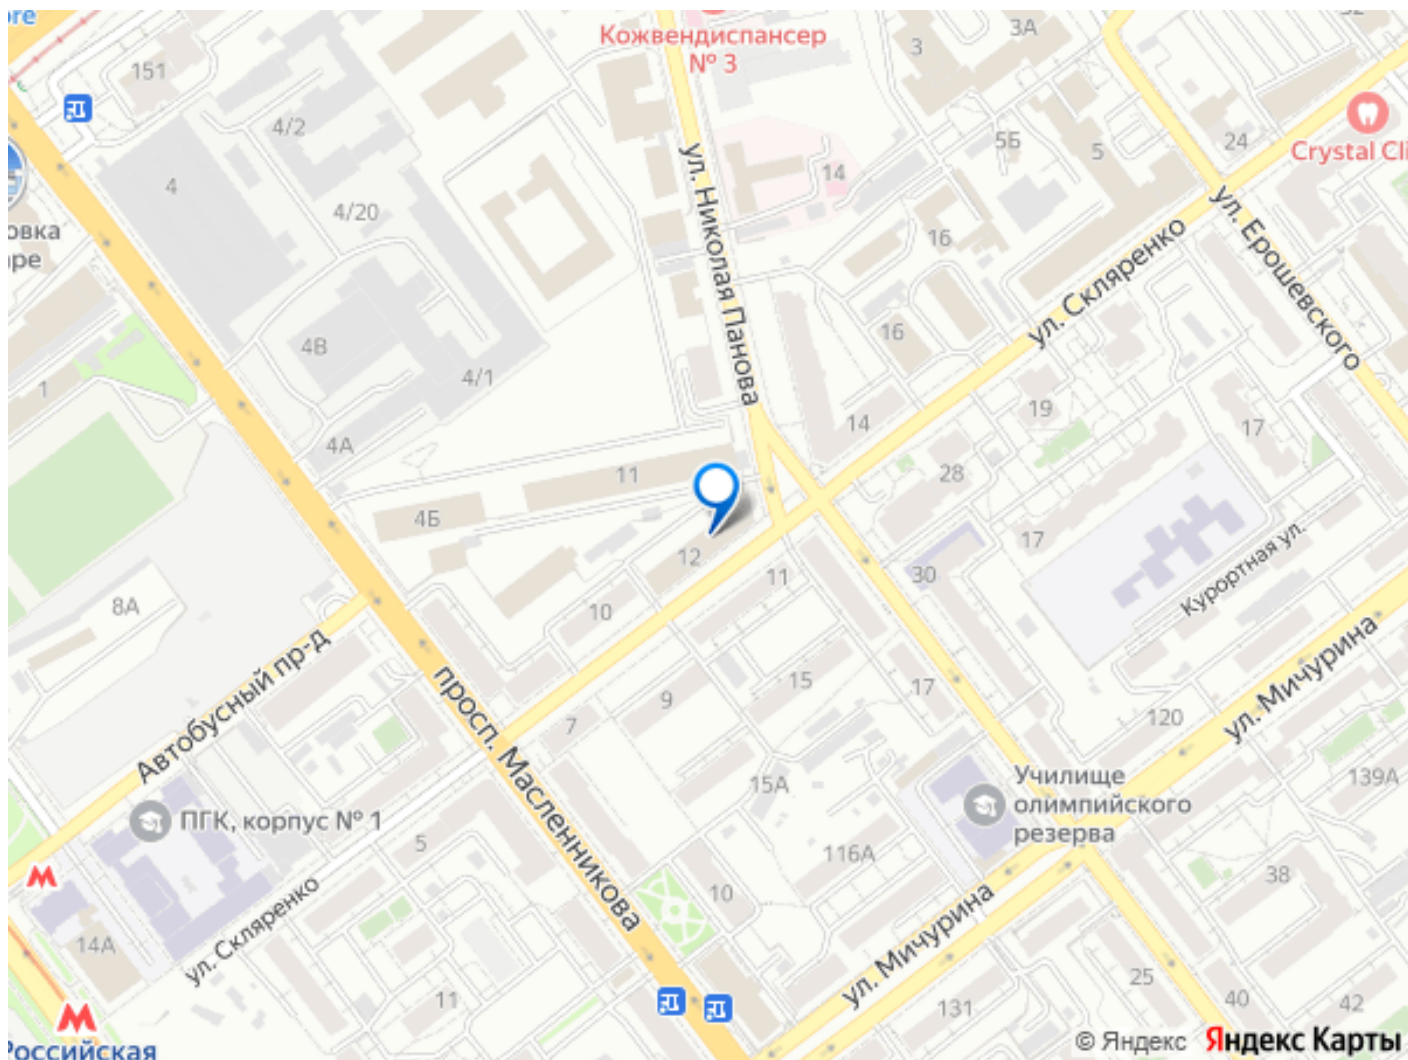 Кожвендиспансер
№ 3
3
3А
151
4/2
24
5Б
5
Crystal Cli
14
4
ул. Николая Панова
4/20
ул. Ерошевского
овка
аре
16
ул. Скляренко
16
4В
4/1
1
19
14
17
4А
28
11
4Б
17
12
11
30
Курортная ул.
8А
10
Автобусный пр-д
просп. Масленникова
15
17
9
7
120
ул. Мичурина
15А
139А
Училище
олимпийского
резерва
ПГК, корпус № 1
5
116А
38
10
ул. Скляренко
ул. Мичурина
14А
25
11
131
40
42
Российская
© Яндекс Яндекс Карты